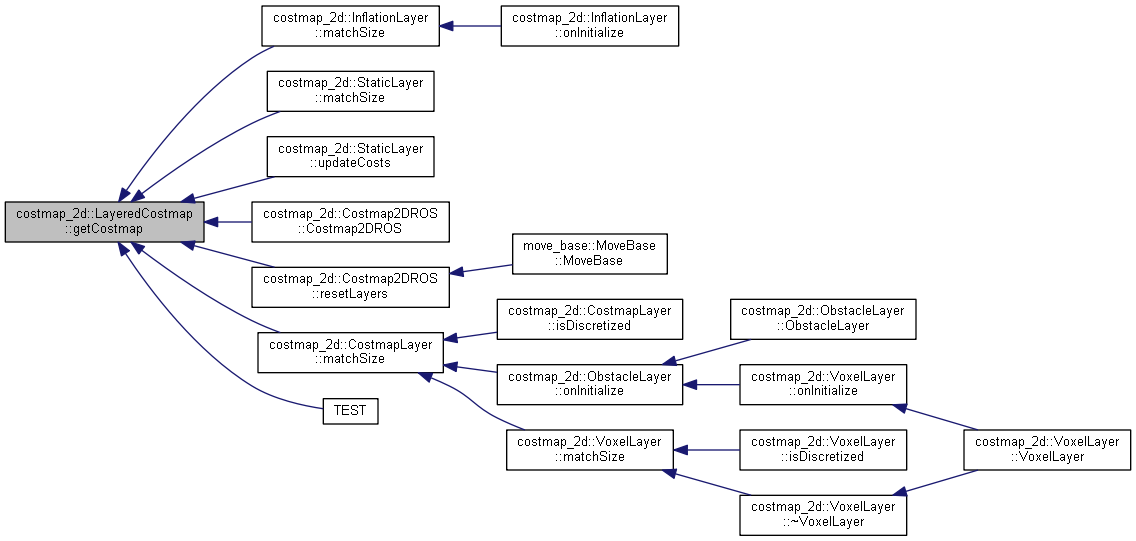 costmap_2d::InflationLayer
::matchSize
costmap_2d::InflationLayer
::onInitialize
costmap_2d::StaticLayer
::matchSize
costmap_2d::StaticLayer
::updateCosts
costmap_2d::LayeredCostmap
::getCostmap
costmap_2d::Costmap2DROS
::Costmap2DROS
costmap_2d::Costmap2DROS
::resetLayers
move_base::MoveBase
::MoveBase
costmap_2d::CostmapLayer
::matchSize
costmap_2d::CostmapLayer
::isDiscretized
costmap_2d::ObstacleLayer
::onInitialize
costmap_2d::ObstacleLayer
::ObstacleLayer
costmap_2d::VoxelLayer
::onInitialize
TEST
costmap_2d::VoxelLayer
::matchSize
costmap_2d::VoxelLayer
::isDiscretized
costmap_2d::VoxelLayer
::VoxelLayer
costmap_2d::VoxelLayer
::~VoxelLayer